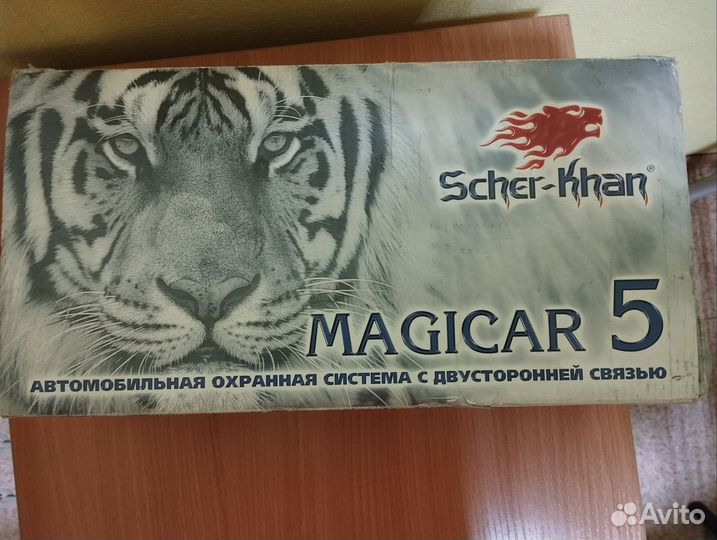 Scher-Khan®
MAGICAR 5
АВТОМОБИЛЬНАЯ ОХРАННАЯ СИСТЕМА С ДВУСТОРОННЕЙ СВЯЗЬЮ
Avito